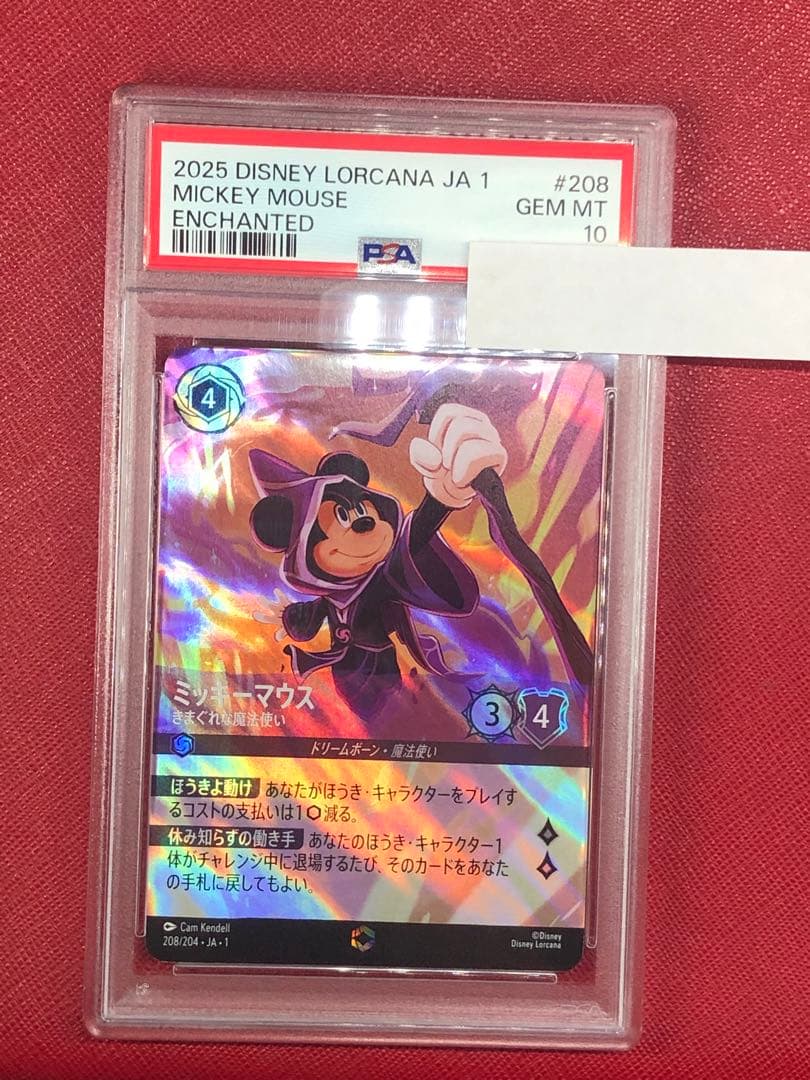 2025 DISNEY LORCANA JA 1 #208
MICKEY MOUSE GEM MT
ENCHANTED 10
PSA
4
ミッキーマウス
きまぐれな魔法使い
3 4
ドリームボーン・魔法使い
ほうきよ動け あなたがほうき・キャラクターをプレイす
るコストの支払いは1⬡減る。
休み知らずの働き手 あなたのほうき・キャラクター1
体がチャレンジ中に退場するたび、そのカードをあなた
の手札に戻してもよい。
Cam Kendell
208/204・JA・1
©Disney
Disney Lorcana